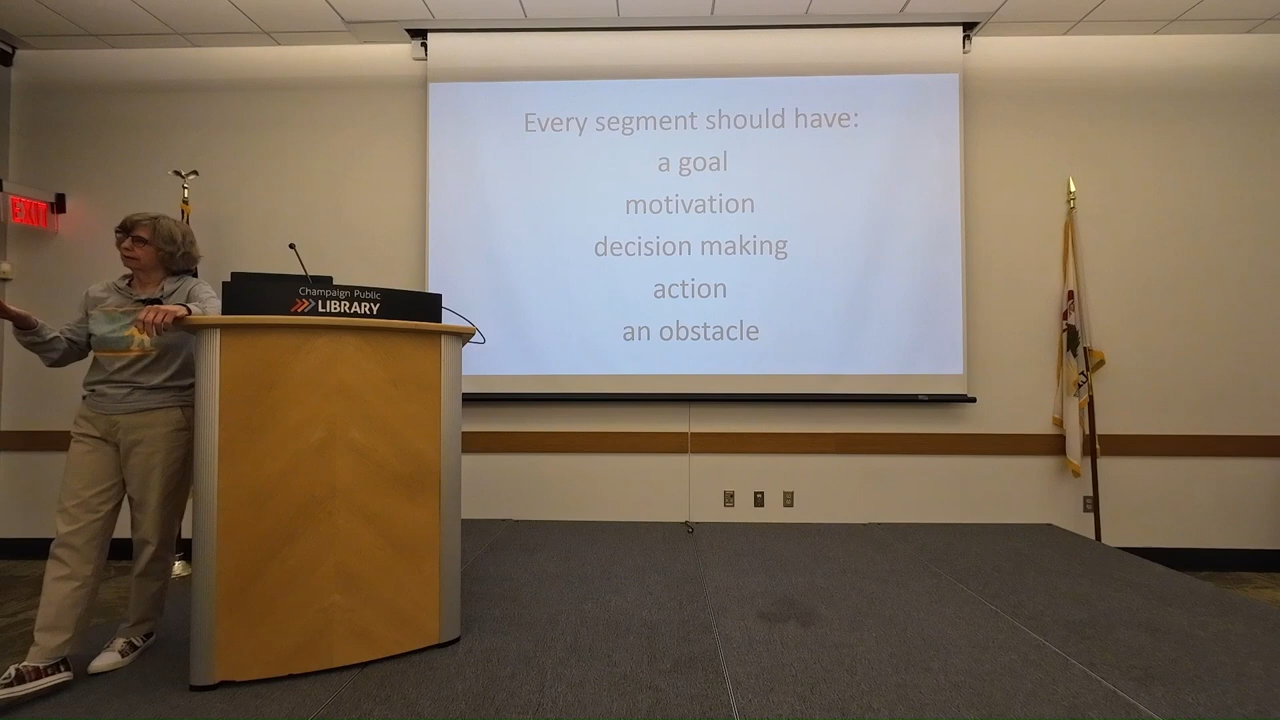 Every segment should have:
a goal
motivation
decision making
action
an obstacle
EXIT
Champaign Public
LIBRARY